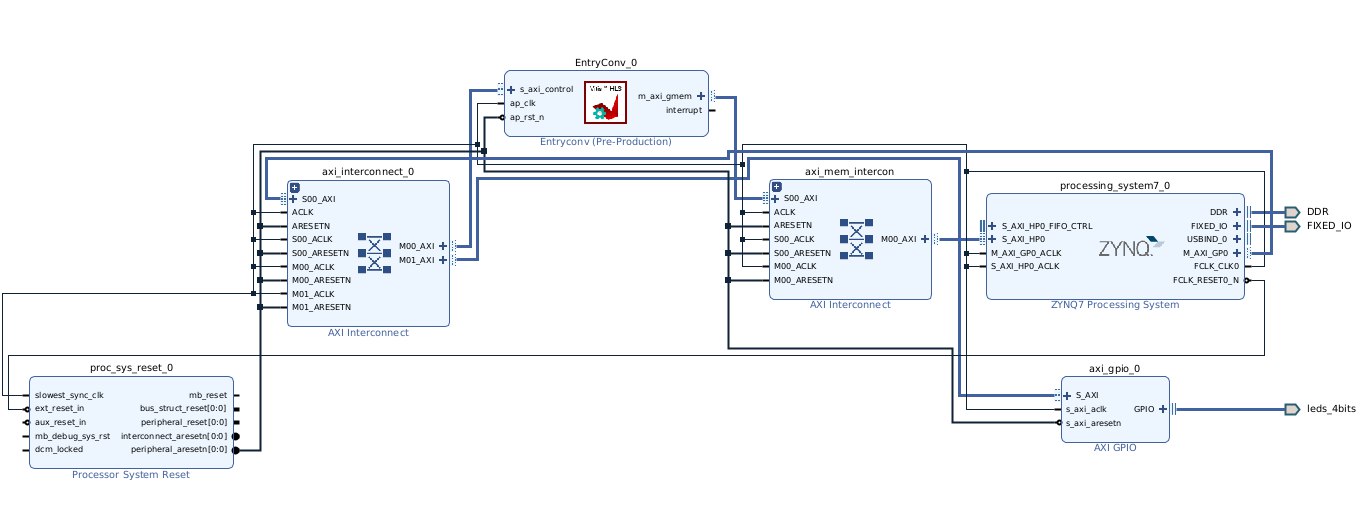 EntryConv_0
s_axi_control
ap_clk
ap_rst_n
Vitis™ HLS
m_axi_gmem
interrupt
Entryconv (Pre-Production)
axi_interconnect_0
S00_AXI
ACLK
ARESETN
S00_ACLK
S00_ARESETN
M00_ACLK
M00_ARESETN
M01_ACLK
M01_ARESETN
M00_AXI
M01_AXI
AXI Interconnect
axi_mem_intercon
S00_AXI
ACLK
ARESETN
S00_ACLK
S00_ARESETN
M00_ACLK
M00_ARESETN
M00_AXI
AXI Interconnect
processing_system7_0
S_AXI_HP0_FIFO_CTRL
S_AXI_HP0
M_AXI_GP0_ACLK
S_AXI_HP0_ACLK
ZYNQ
DDR
FIXED_IO
USBIND_0
M_AXI_GP0
FCLK_CLK0
FCLK_RESET0_N
ZYNQ7 Processing System
DDR
FIXED_IO
proc_sys_reset_0
slowest_sync_clk
ext_reset_in
aux_reset_in
mb_debug_sys_rst
dcm_locked
mb_reset
bus_struct_reset[0:0]
peripheral_reset[0:0]
interconnect_aresetn[0:0]
peripheral_aresetn[0:0]
Processor System Reset
axi_gpio_0
S_AXI
s_axi_aclk
s_axi_aresetn
GPIO
AXI GPIO
leds_4bits